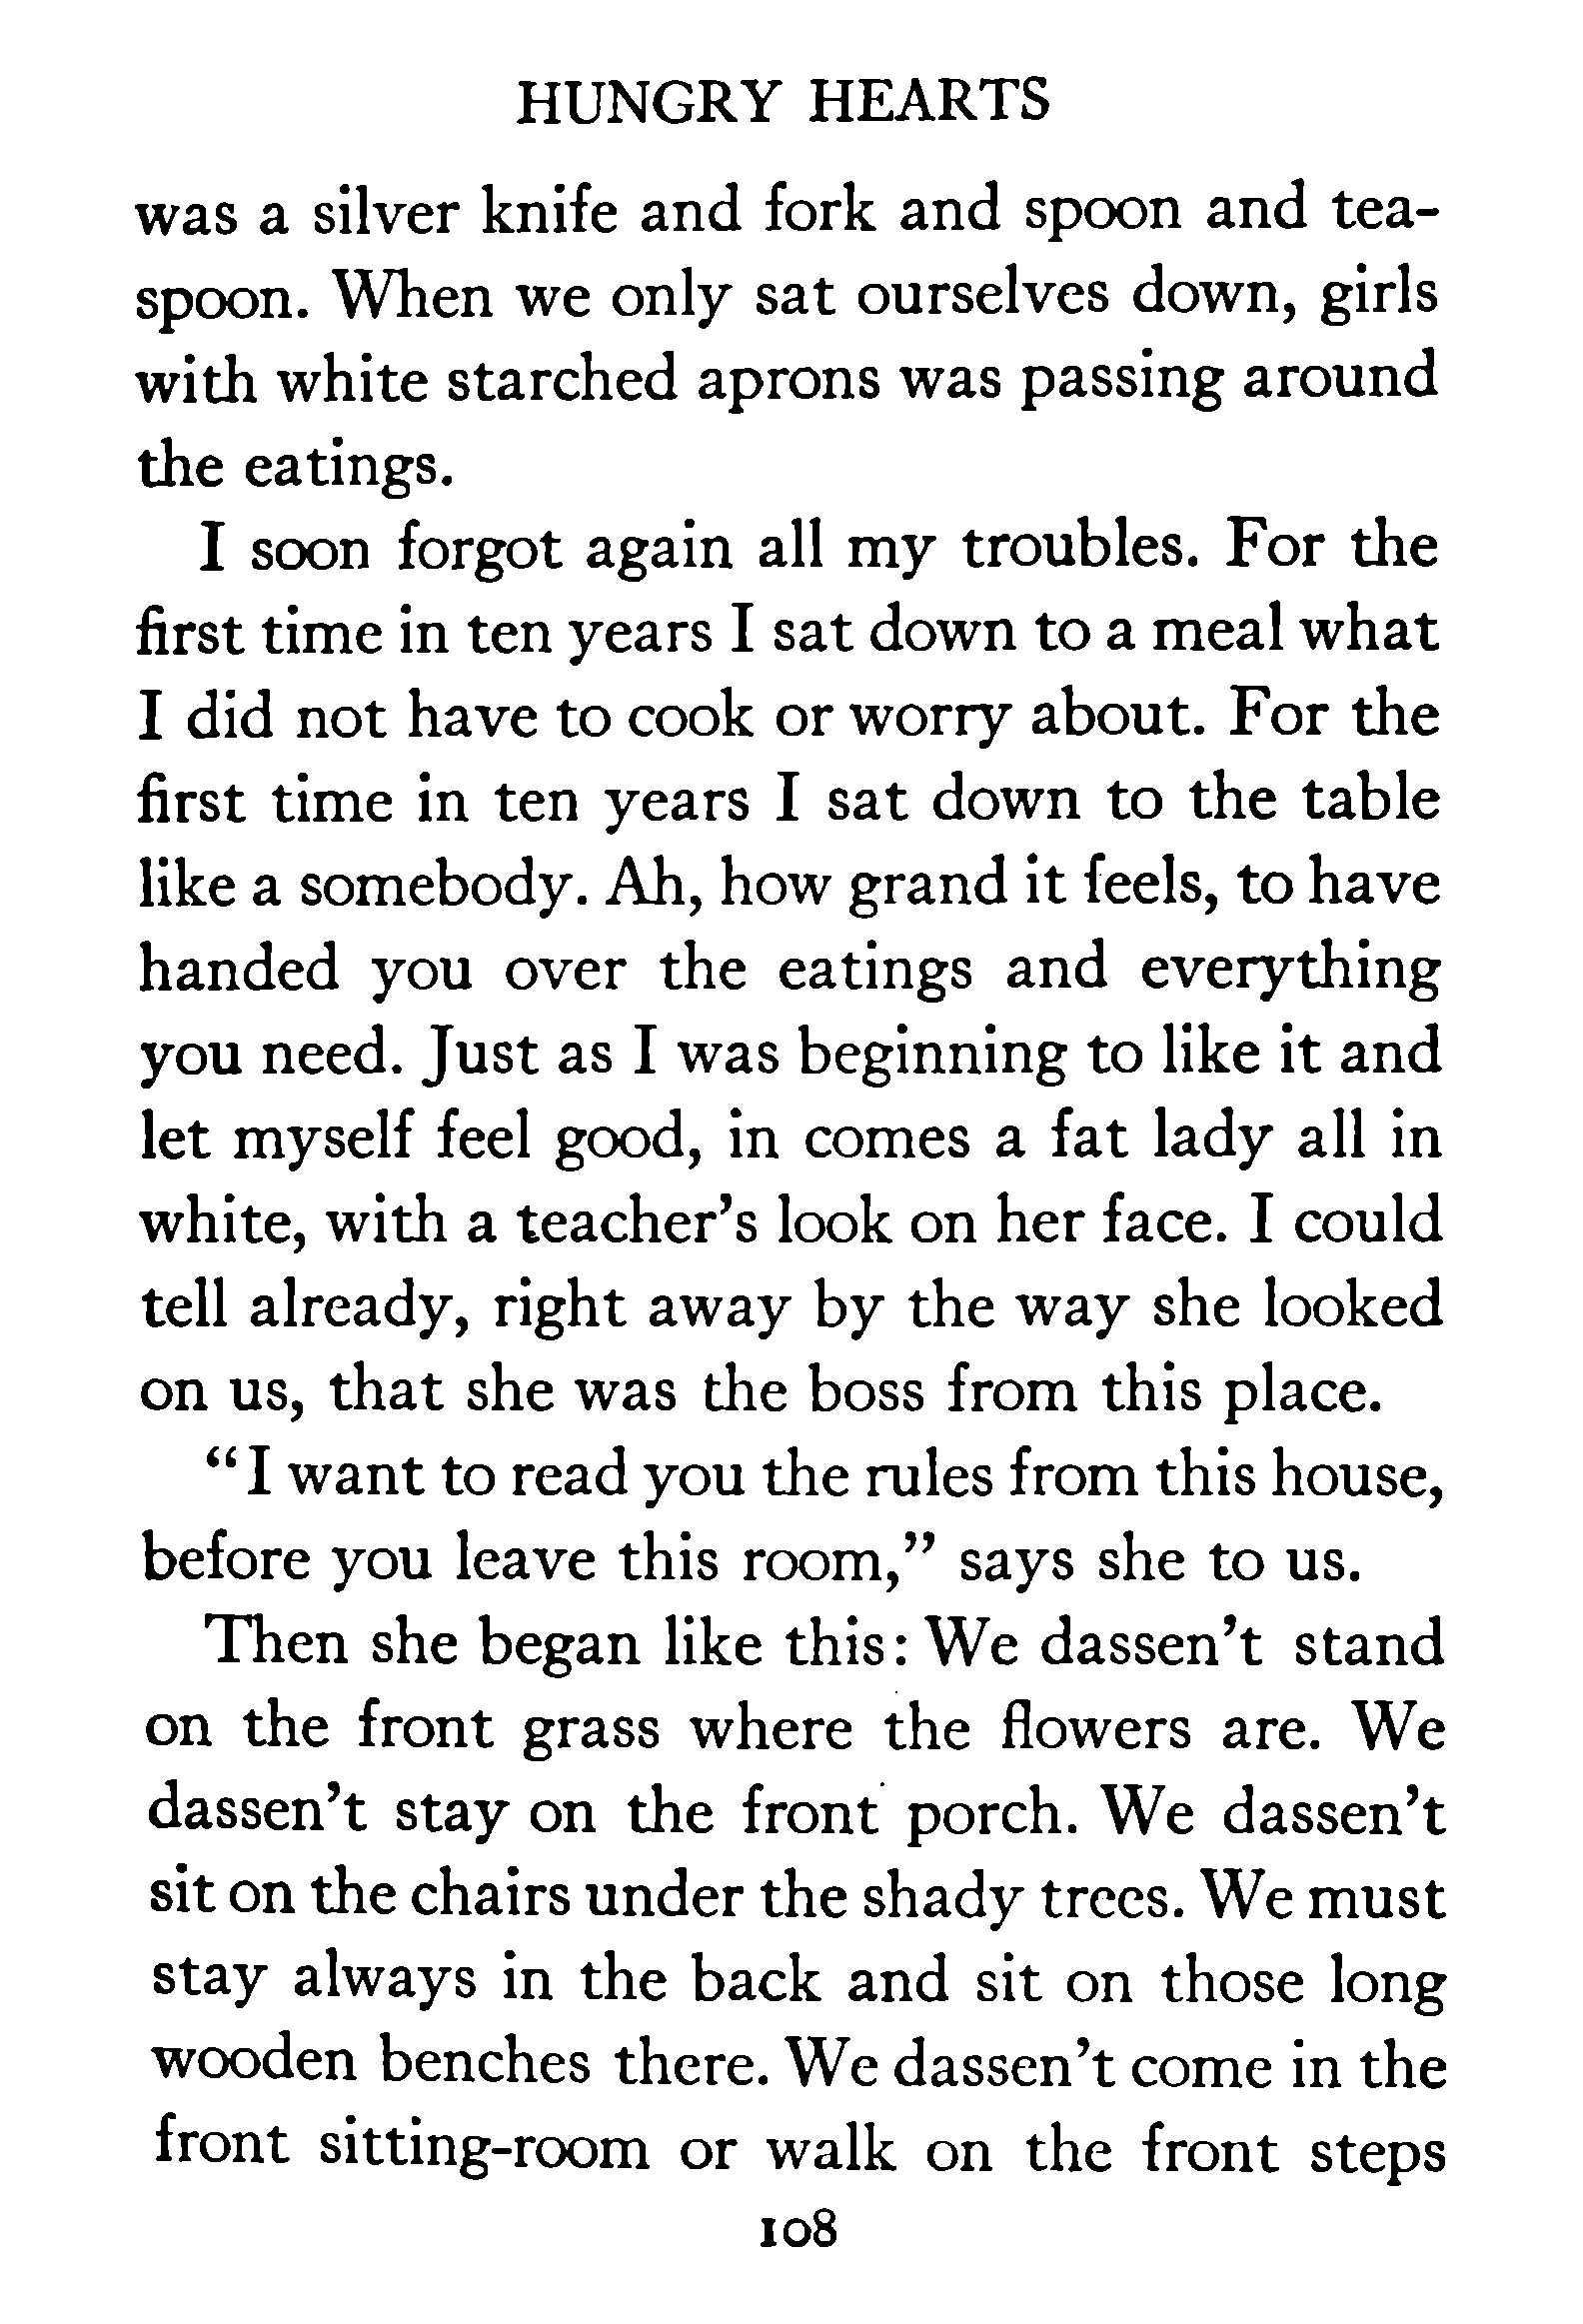 HUNGRY HEARTS
was a silver knife and fork and spoon and tea-
spoon. When we only sat ourselves down, girls
with white starched aprons was passing around
the eatings.
I soon forgot again all my troubles. For the
first time in ten years I sat down to a meal what
I did not have to cook or worry about. For the
first time in ten years I sat down to the table
like a somebody. Ah, how grand it feels, to have
handed you over the eatings and everything
you need. Just as I was beginning to like it and
let myself feel good, in comes a fat lady all in
white, with a teacher's look on her face. I could
tell already, right away by the way she looked
on us, that she was the boss from this place.
"I want to read you the rules from this house,
before you leave this room," says she to us.
Then she began like this: We dassen't stand
on the front grass where the flowers are. We
dassen't stay on the front porch. We dassen't
sit on the chairs under the shady trees. We must
stay always in the back and sit on those long
wooden benches there. We dassen't come in the
front sitting-room or walk on the front steps
108